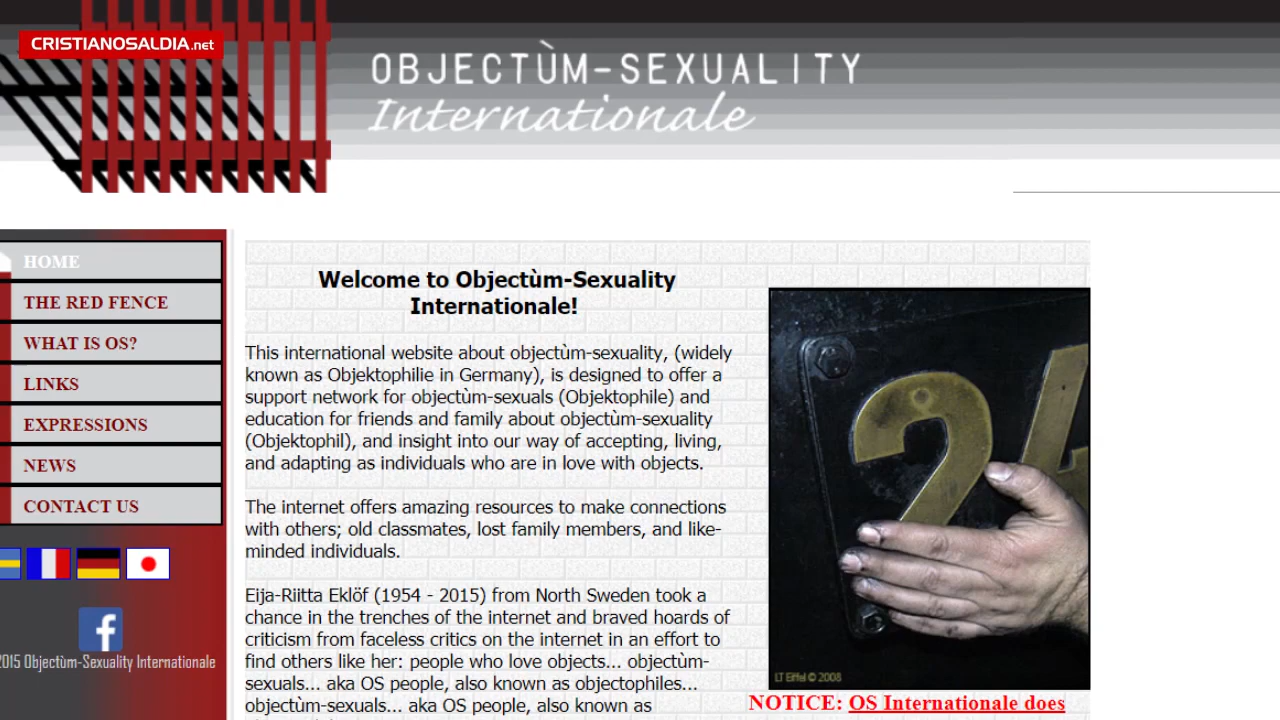 CRISTIANOSALDIA.net
OBJECTÙM-SEXUALITY
Internationale
HOME
THE RED FENCE
WHAT IS OS?
LINKS
EXPRESSIONS
NEWS
CONTACT US
2015 Objectùm-Sexuality Internationale
Welcome to Objectùm-Sexuality
Internationale!
This international website about objectùm-sexuality, (widely
known as Objektophilie in Germany), is designed to offer a
support network for objectùm-sexuals (Objektophile) and
education for friends and family about objectùm-sexuality
(Objektophil), and insight into our way of accepting, living,
and adapting as individuals who are in love with objects.
The internet offers amazing resources to make connections
with others; old classmates, lost family members, and like-
minded individuals.
Eija-Riitta Eklöf (1954 - 2015) from North Sweden took a
chance in the trenches of the internet and braved hoards of
criticism from faceless critics on the internet in an effort to
find others like her: people who love objects... objectùm-
sexuals... aka OS people, also known as objectophiles...
objectùm-sexuals... aka OS people, also known as
24
LT Eiffel © 2008
NOTICE: OS Internationale does